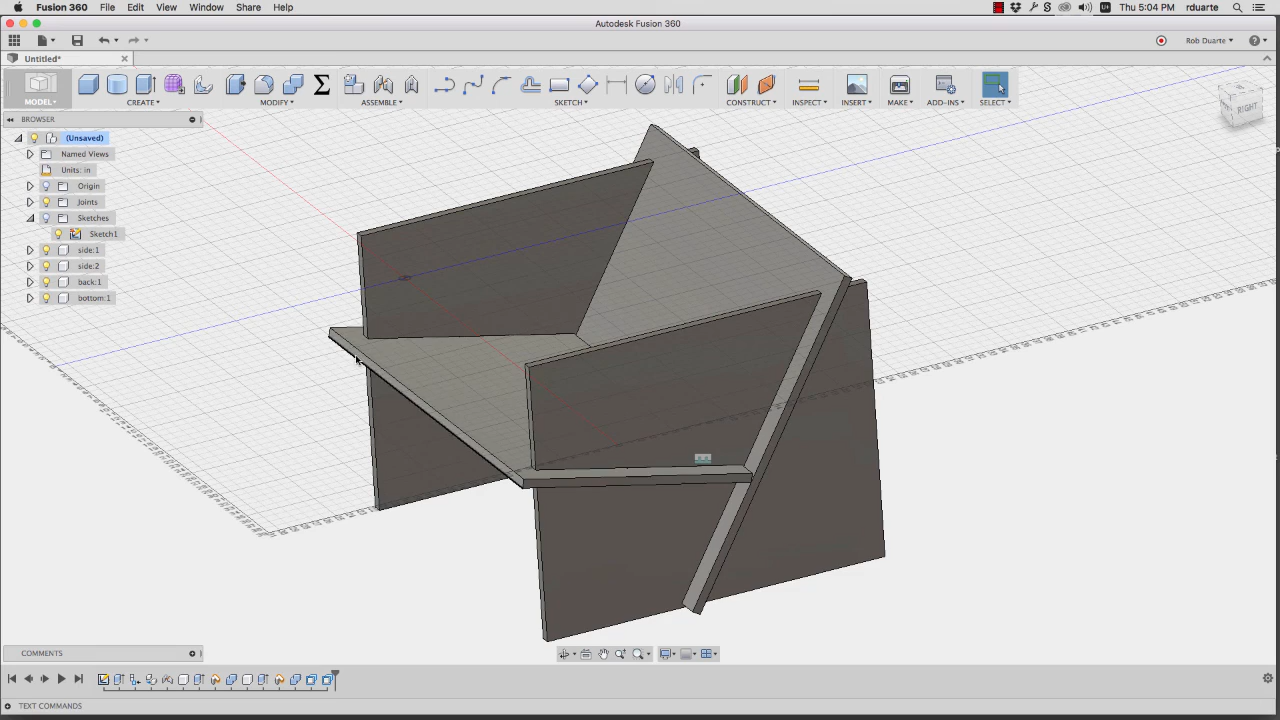 Fusion 360 File Edit View Window Share Help Thu 5:04 PM rduarte
Autodesk Fusion 360
Rob Duarte
Untitled*
MODEL CREATE MODIFY ASSEMBLE SKETCH CONSTRUCT INSPECT INSERT MAKE ADD-INS SELECT
BROWSER
(Unsaved)
Named Views
Units: in
Origin
Joints
Sketches
Sketch1
side:1
side:2
back:1
bottom:1
RIGHT
COMMENTS
TEXT COMMANDS